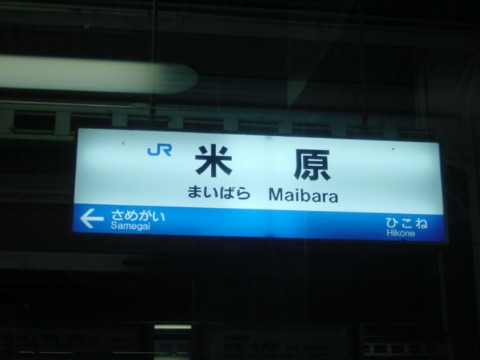 JR 米原
まいばら Maibara
← さめがい ひこね
Samegai Hikone